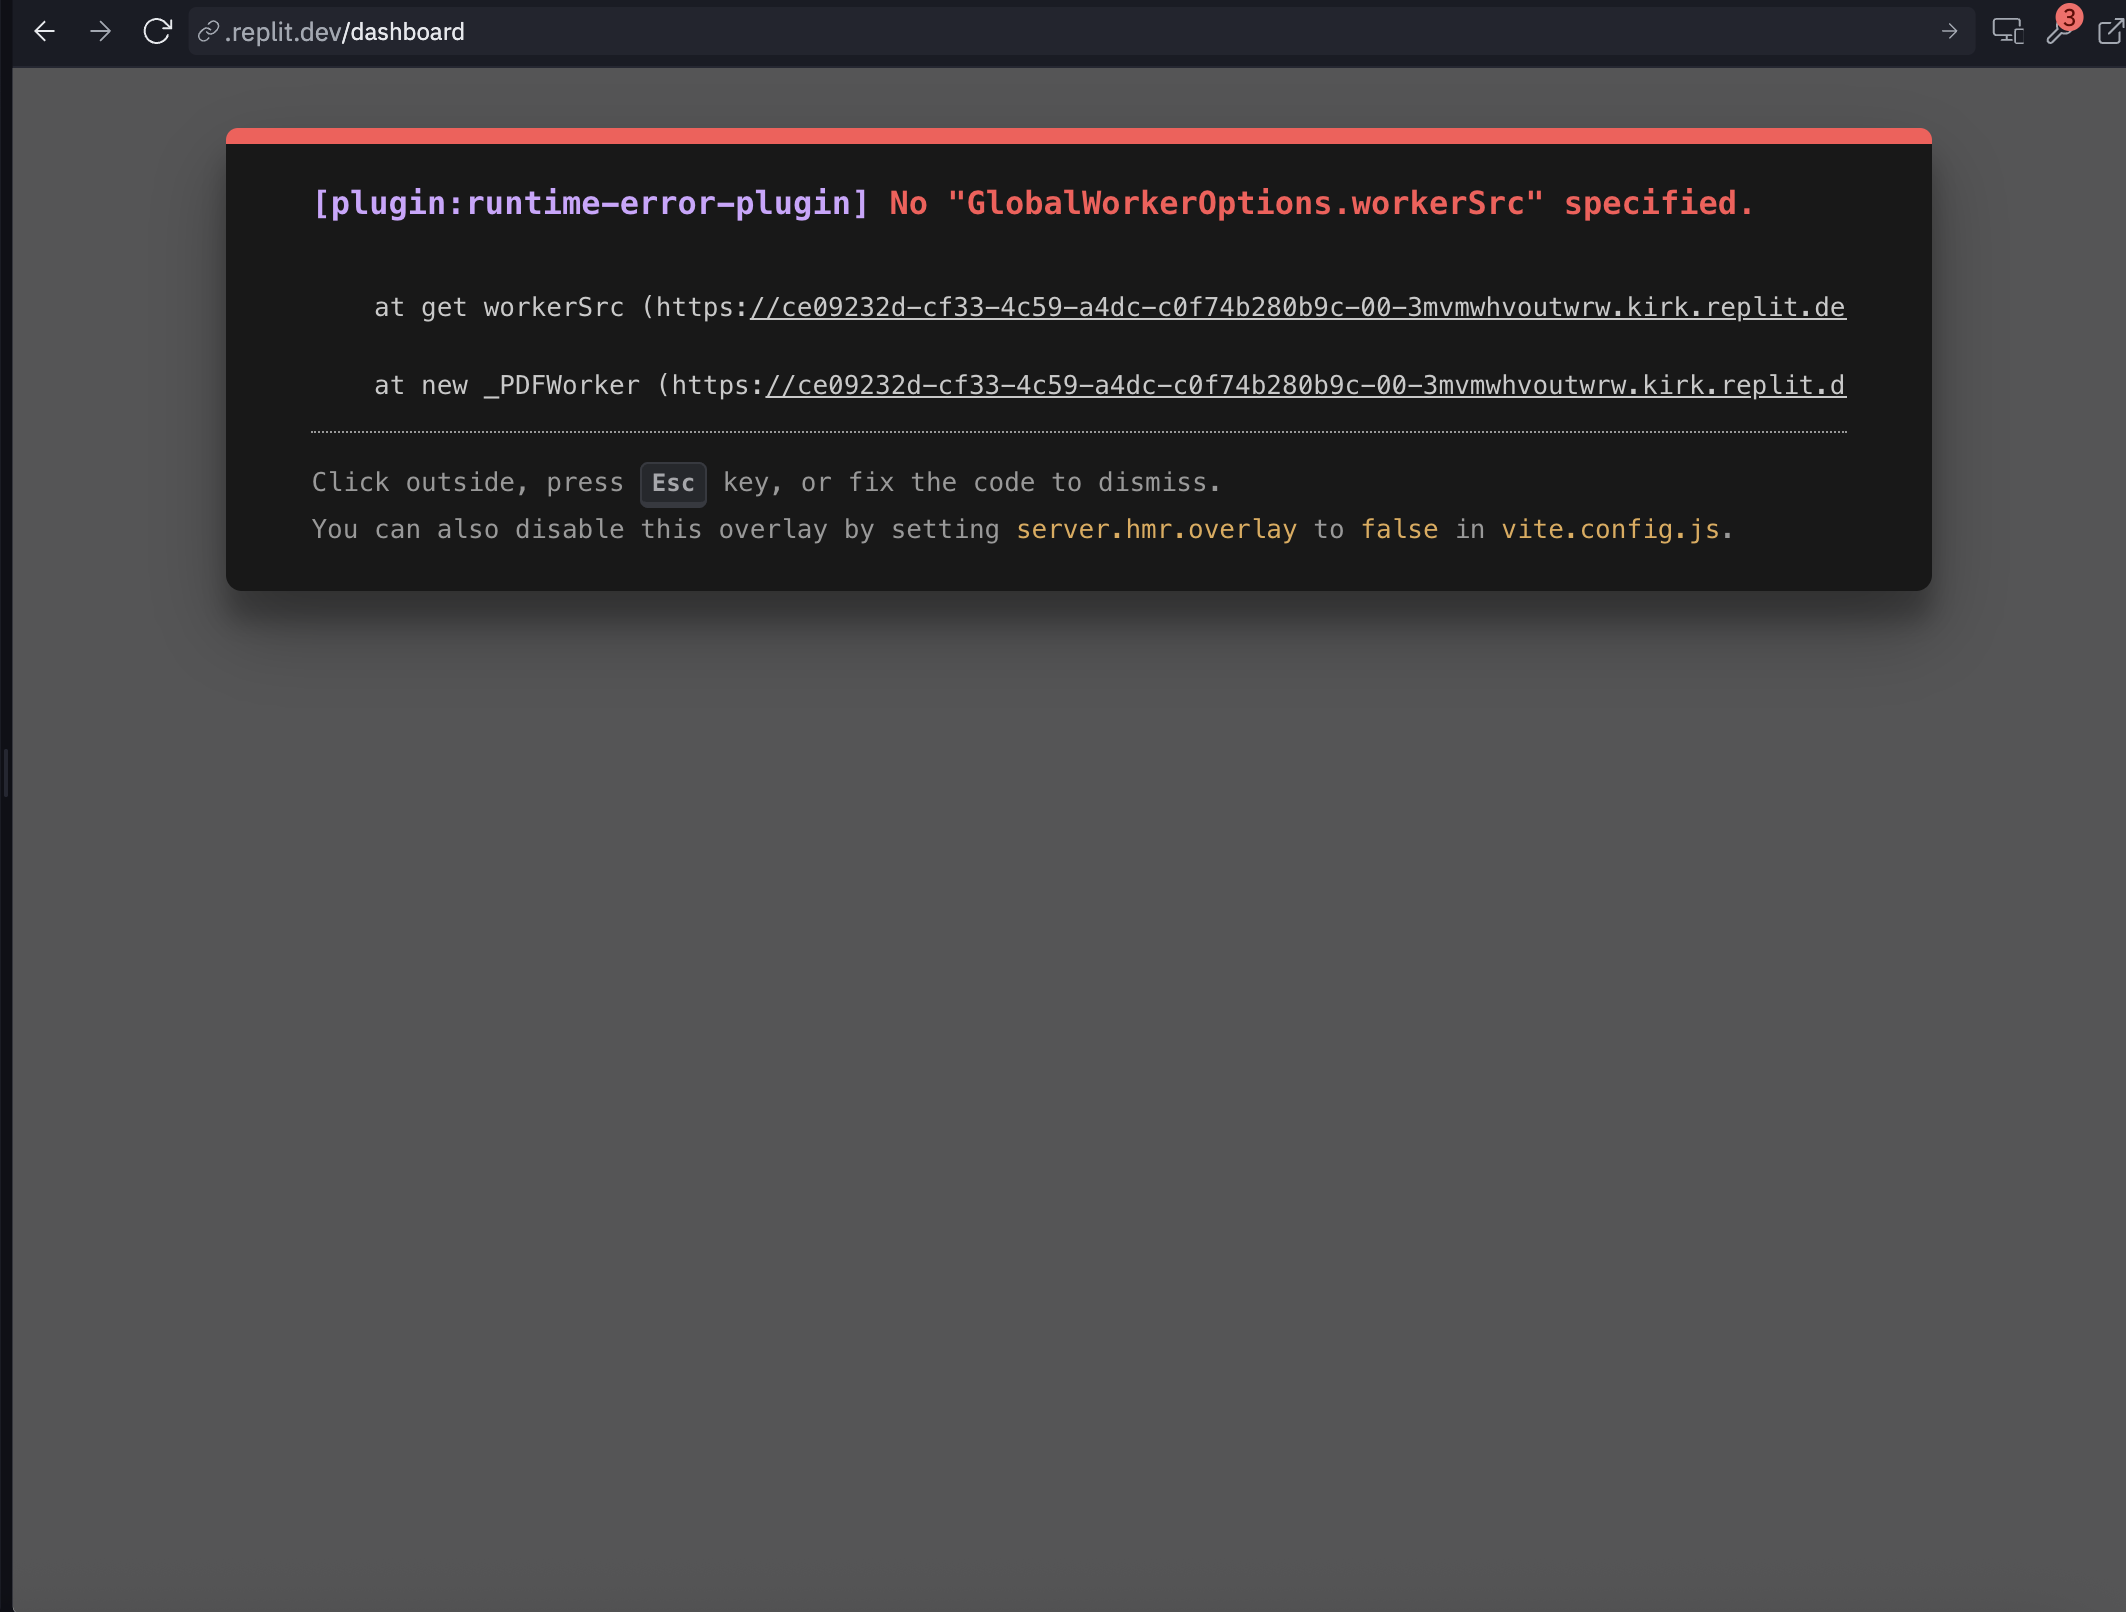 .replit.dev/dashboard
3
[plugin:runtime-error-plugin] No "GlobalWorkerOptions.workerSrc" specified.
at get workerSrc (https://ce09232d-cf33-4c59-a4dc-c0f74b280b9c-00-3mvmwhvoutwrw.kirk.replit.de
at new _PDFWorker (https://ce09232d-cf33-4c59-a4dc-c0f74b280b9c-00-3mvmwhvoutwrw.kirk.replit.d
Click outside, press Esc key, or fix the code to dismiss.
You can also disable this overlay by setting server.hmr.overlay to false in vite.config.js.